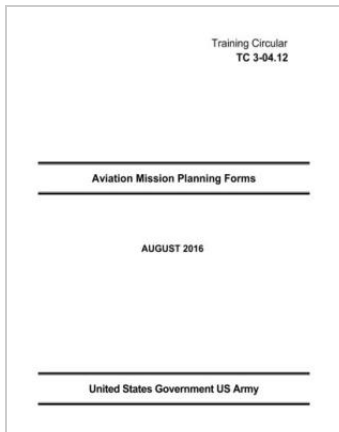 Training Circular
TC 3-04.12
Aviation Mission Planning Forms
AUGUST 2016
United States Government US Army